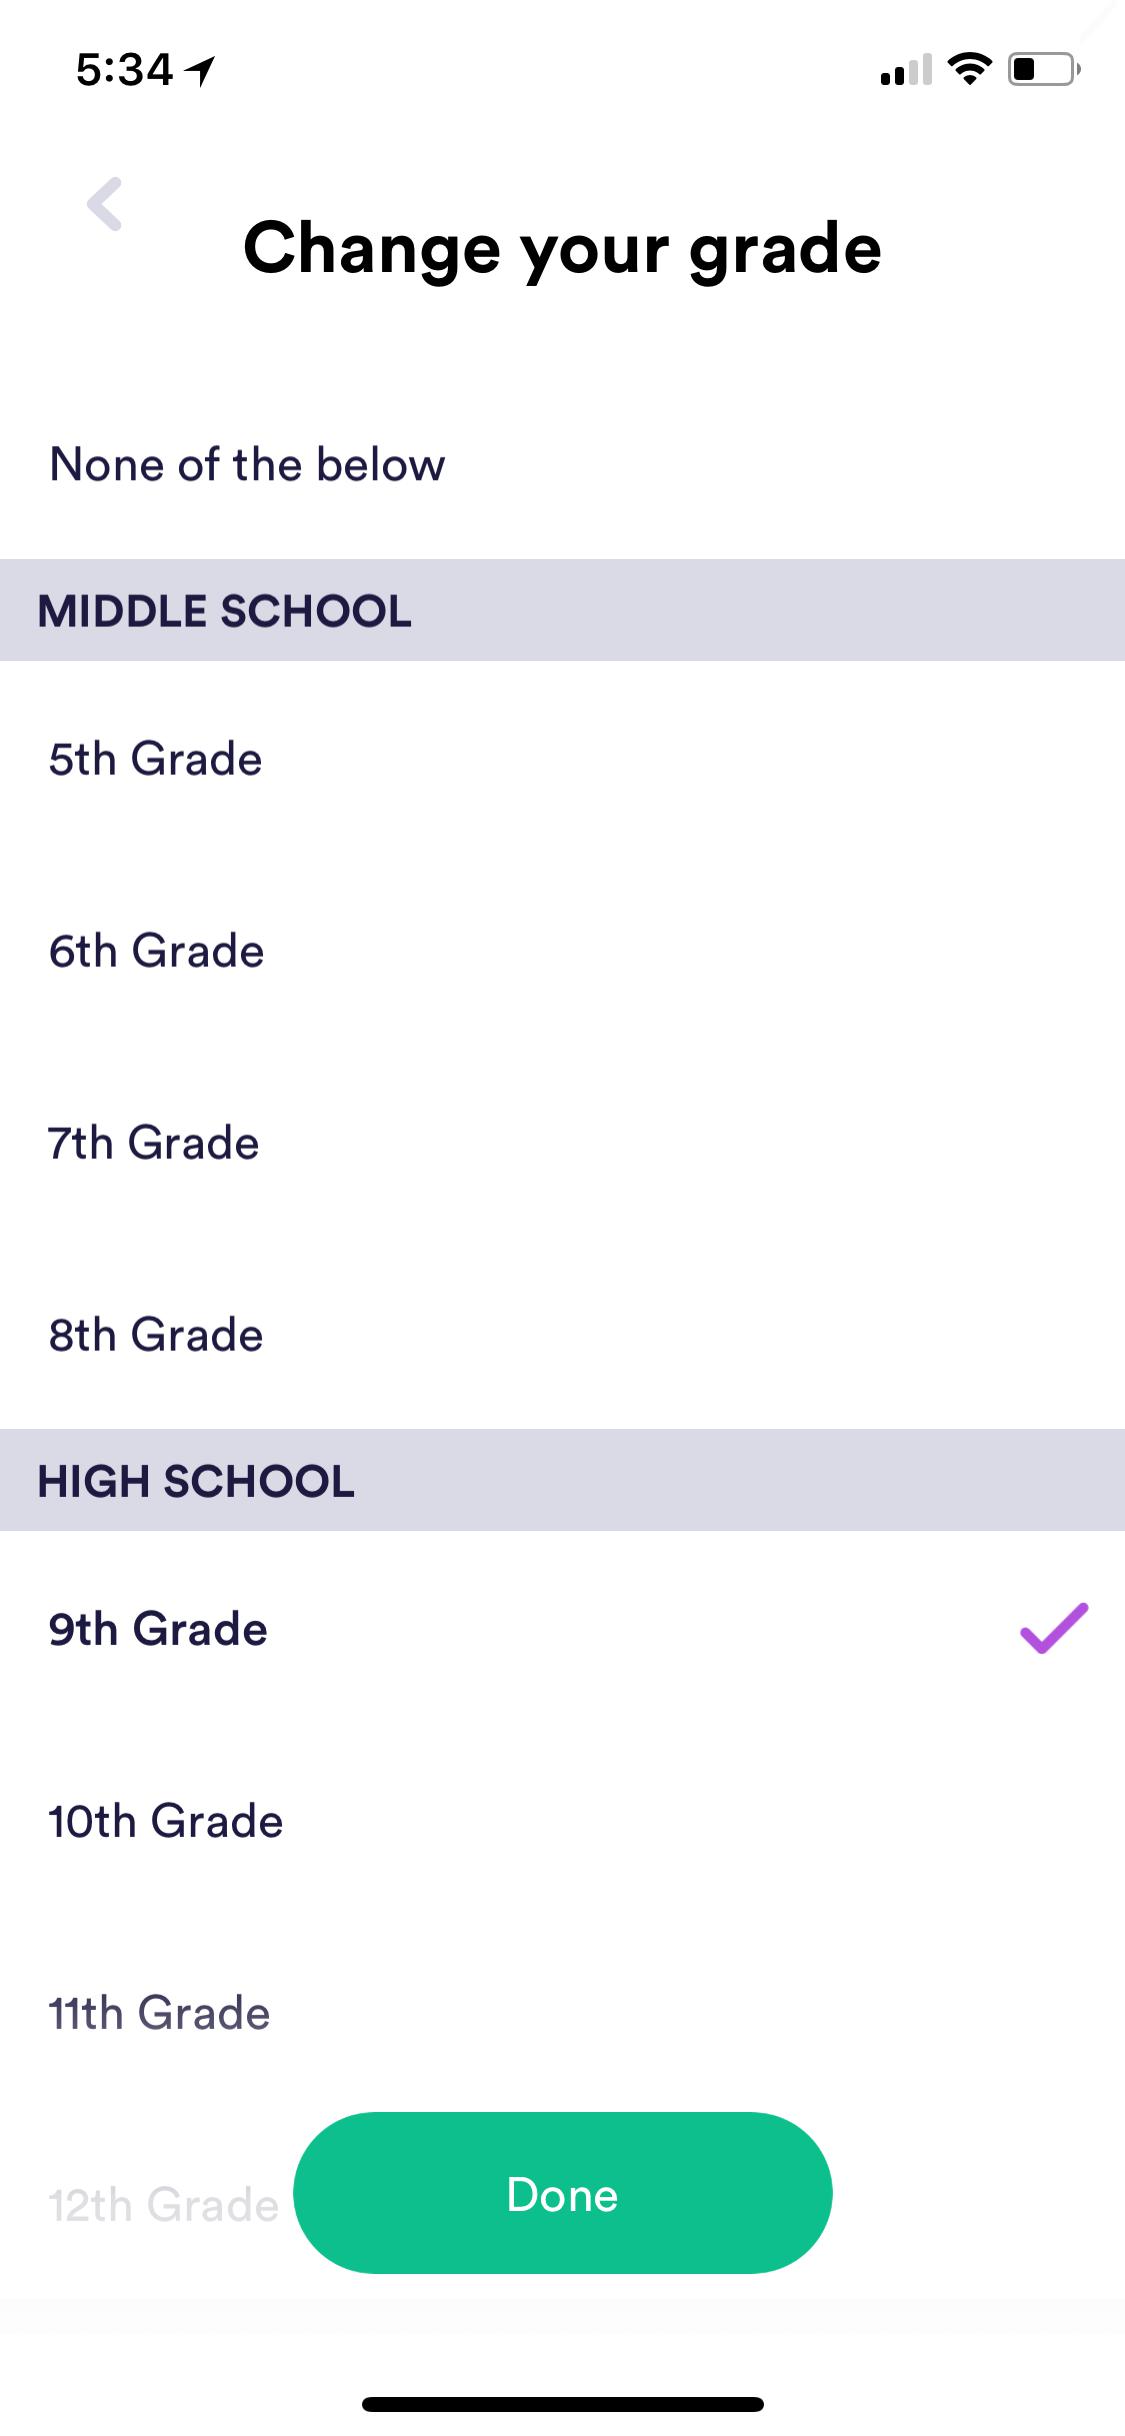 5:34
Change your grade
None of the below
MIDDLE SCHOOL
5th Grade
6th Grade
7th Grade
8th Grade
HIGH SCHOOL
9th Grade
10th Grade
11th Grade
12th Grade
Done